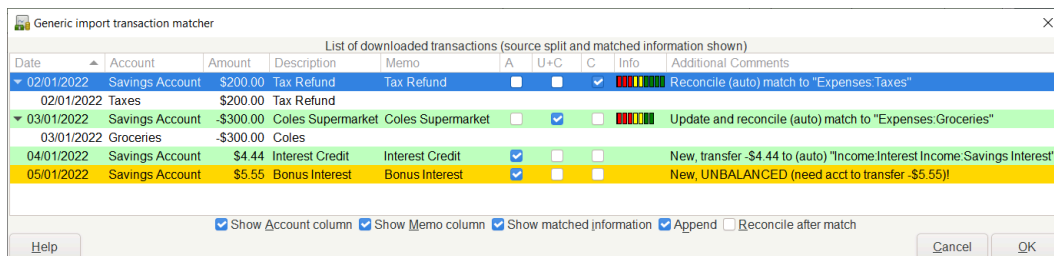 Generic import transaction matcher
List of downloaded transactions (source split and matched information shown)
Date Account Amount Description Memo A U+C C Info Additional Comments
02/01/2022 Savings Account $200.00 Tax Refund Tax Refund Reconcile (auto) match to "Expenses:Taxes"
02/01/2022 Taxes $200.00 Tax Refund
03/01/2022 Savings Account -$300.00 Coles Supermarket Coles Supermarket Update and reconcile (auto) match to "Expenses:Groceries"
03/01/2022 Groceries -$300.00 Coles
04/01/2022 Savings Account $4.44 Interest Credit Interest Credit New, transfer -$4.44 to (auto) "Income:Interest Income:Savings Interest"
05/01/2022 Savings Account $5.55 Bonus Interest Bonus Interest New, UNBALANCED (need acct to transfer -$5.55)!
Show Account column Show Memo column Show matched information Append Reconcile after match
Help Cancel OK